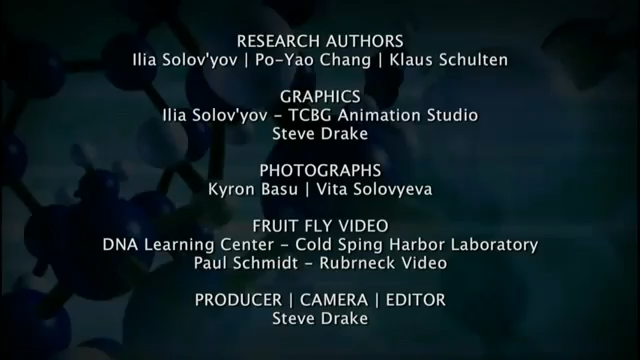 RESEARCH AUTHORS
Ilia Solov'yov | Po-Yao Chang | Klaus Schulten
GRAPHICS
Ilia Solov'yov – TCBG Animation Studio
Steve Drake
PHOTOGRAPHS
Kyron Basu | Vita Solovyeva
FRUIT FLY VIDEO
DNA Learning Center – Cold Sping Harbor Laboratory
Paul Schmidt – Rubrneck Video
PRODUCER | CAMERA | EDITOR
Steve Drake